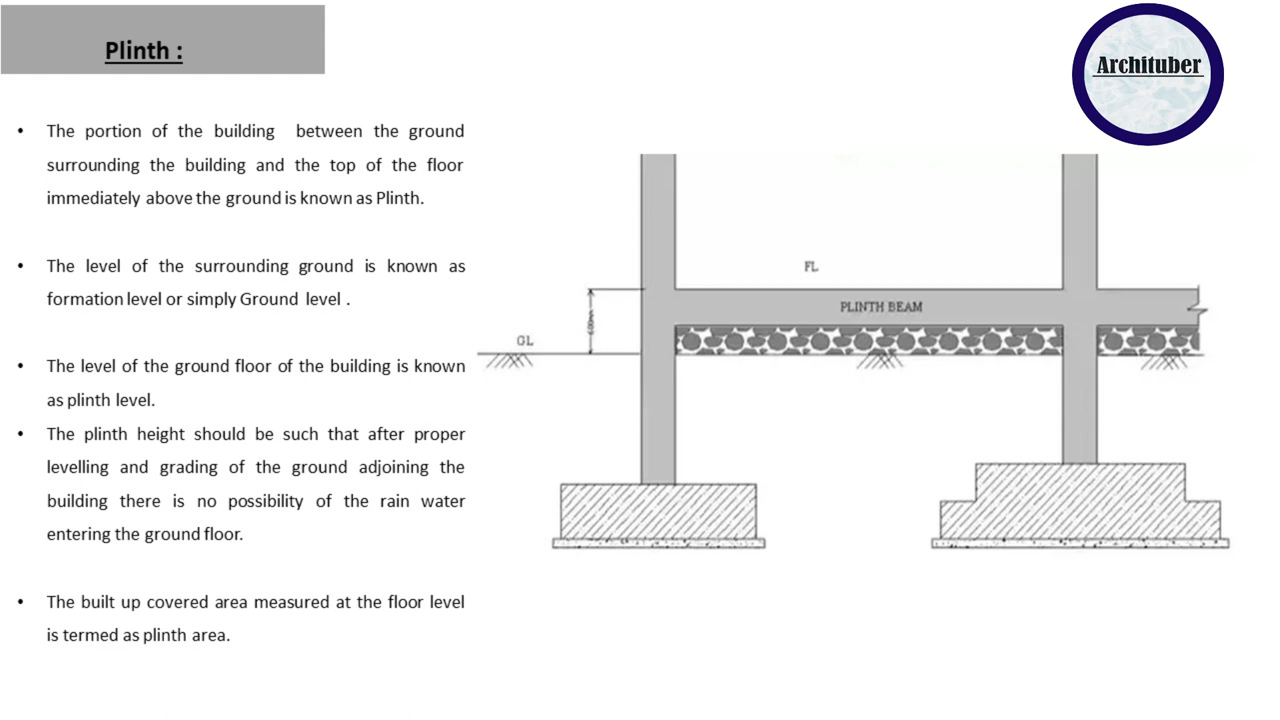 Plinth :
Archituber
• The portion of the building between the ground
surrounding the building and the top of the floor
immediately above the ground is known as Plinth.
• The level of the surrounding ground is known as
formation level or simply Ground level .
• The level of the ground floor of the building is known
as plinth level.
• The plinth height should be such that after proper
levelling and grading of the ground adjoining the
building there is no possibility of the rain water
entering the ground floor.
• The built up covered area measured at the floor level
is termed as plinth area.
FL
PLINTH BEAM
GL